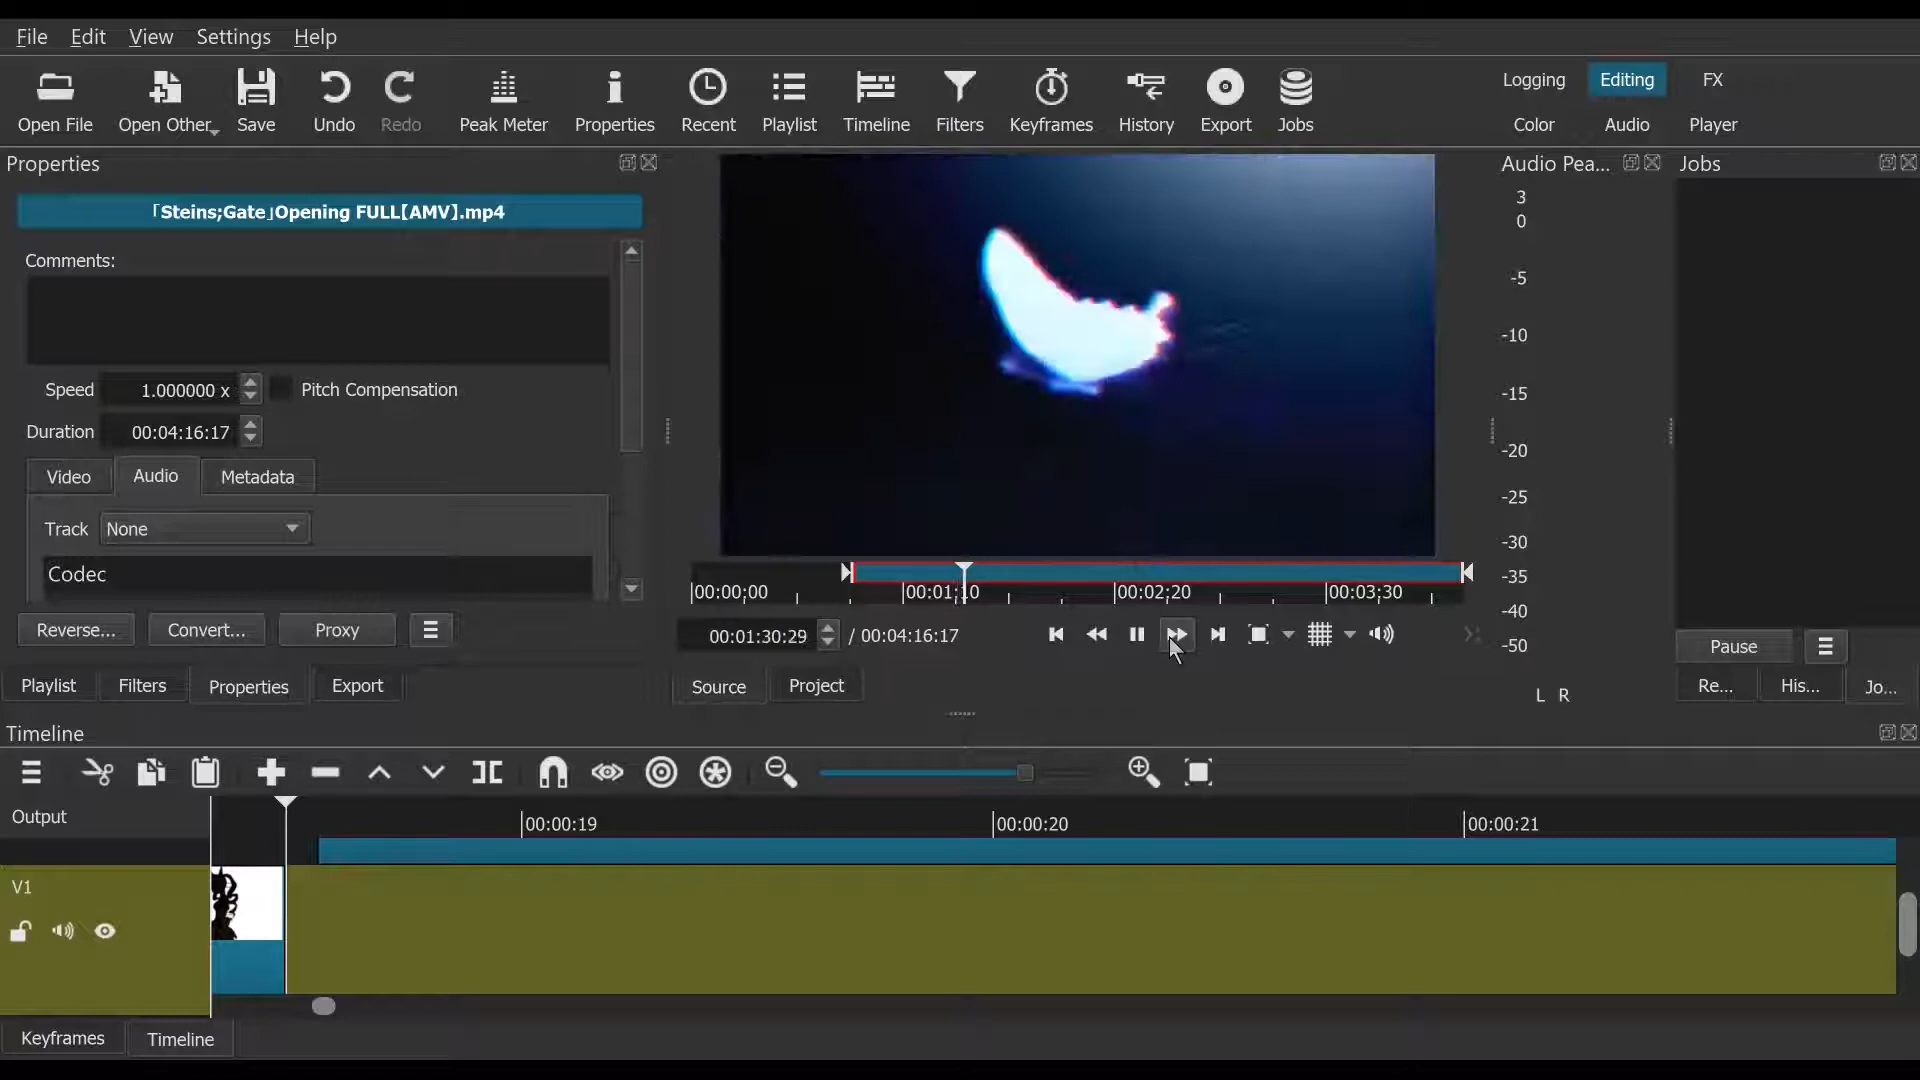 File Edit View Settings Help
Open File Open Other... Save Undo Redo Peak Meter Properties Recent Playlist Timeline Filters Keyframes History Export Jobs
Logging Editing FX
Color Audio Player
Properties
「Steins;Gate」Opening FULL【AMV】.mp4
Comments:
Speed 1.000000 x Pitch Compensation
Duration 00:04:16:17
Video Audio Metadata
Track None
Codec
Reverse... Convert... Proxy
Playlist Filters Properties Export
00:00:00 00:01:10 00:02:20 00:03:30
00:01:30:29 / 00:04:16:17
Source Project
Audio Pea...
3
0
-5
-10
-15
-20
-25
-30
-35
-40
-50
L R
Jobs
Pause
Re... His... Jo...
Timeline
Output
00:00:19 00:00:20 00:00:21
V1
Keyframes Timeline